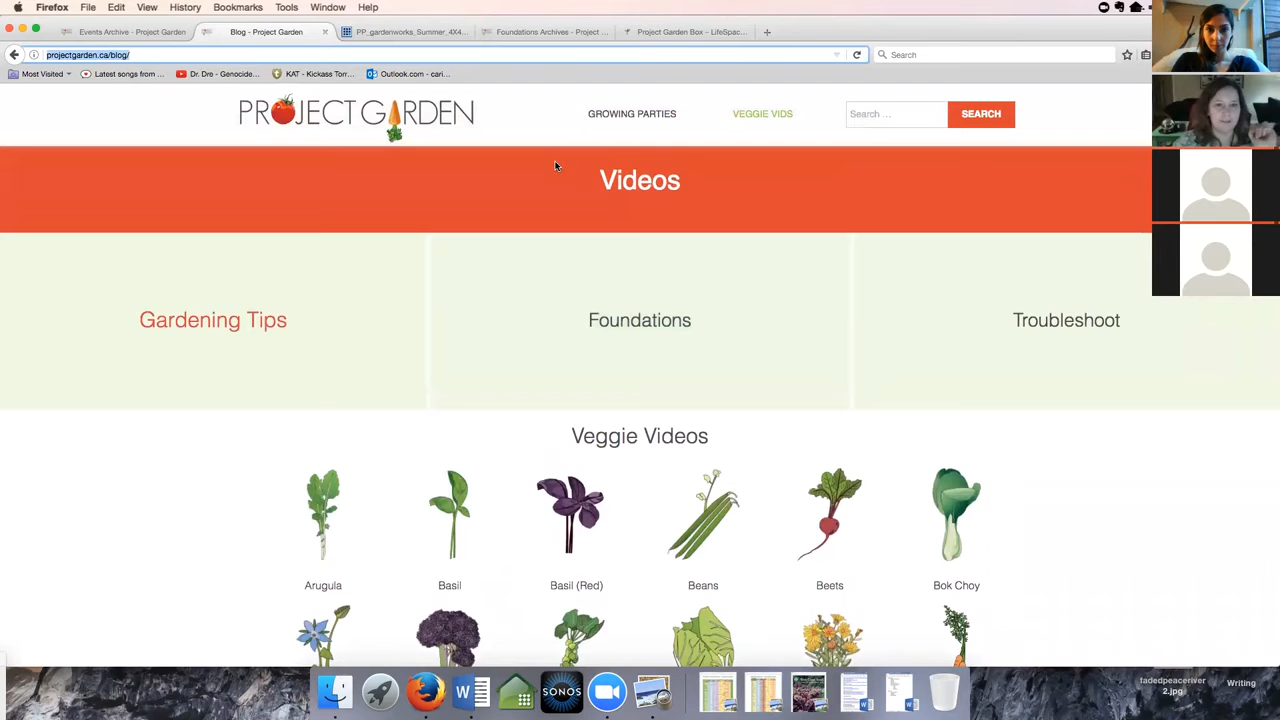 Firefox File Edit View History Bookmarks Tools Window Help
Events Archive - Project Garden Blog - Project Garden PP_gardenworks_Summer_4X4... Foundations Archives - Project ... Project Garden Box – LifeSpac...
projectgarden.ca/blog/ Search
Most Visited Latest songs from ... Dr. Dre - Genocide... KAT - Kickass Torr... Outlook.com - cari...
PROJECT GARDEN GROWING PARTIES VEGGIE VIDS Search ... SEARCH
Videos
Gardening Tips Foundations Troubleshoot
Veggie Videos
Arugula Basil Basil (Red) Beans Beets Bok Choy
SONOS
fadedpeaceriver
2.jpg
Writing